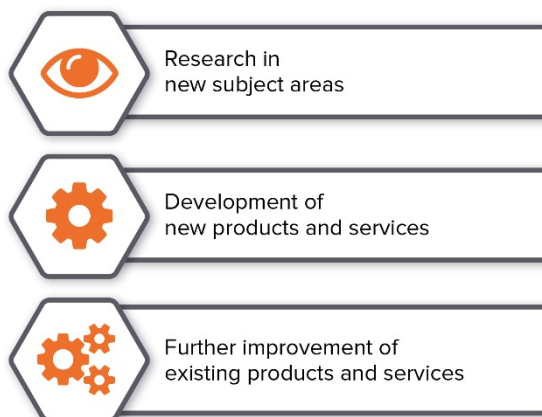 Research in
new subject areas
Development of
new products and services
Further improvement of
existing products and services